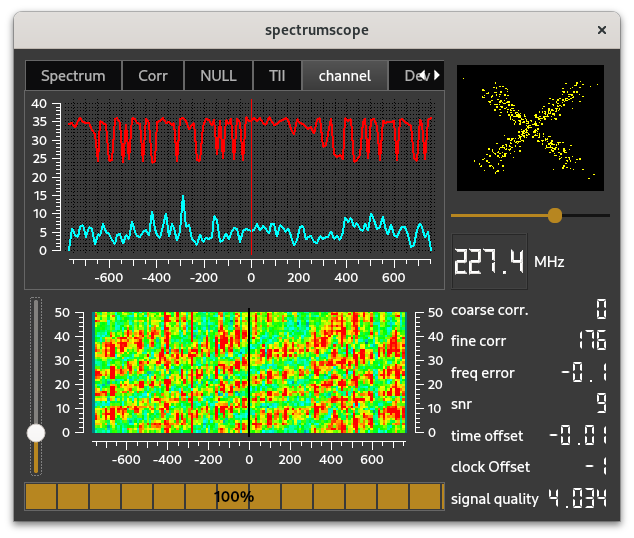 spectrumscope ×
Spectrum Corr NULL TII channel Dev
40
35
30
25
20
15
10
5
0
-600 -400 -200 0 200 400 600
227.4 MHz
coarse corr. 0
fine corr 176
freq error -0.1
snr 9
time offset -0.01
clock Offset -1
signal quality 4.034
50 50
40 40
30 30
20 20
10 10
0 0
-600 -400 -200 0 200 400 600
100%